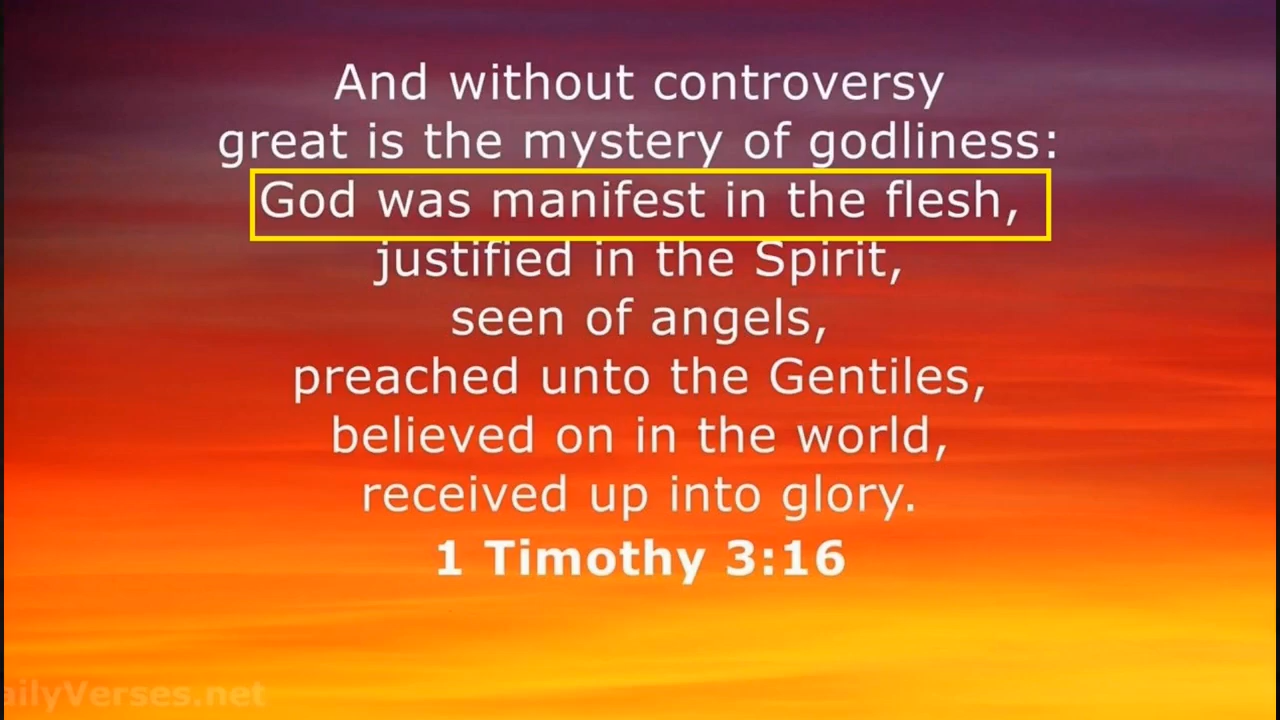 And without controversy
great is the mystery of godliness:
God was manifest in the flesh,
justified in the Spirit,
seen of angels,
preached unto the Gentiles,
believed on in the world,
received up into glory.
1 Timothy 3:16
ailyVerses.net